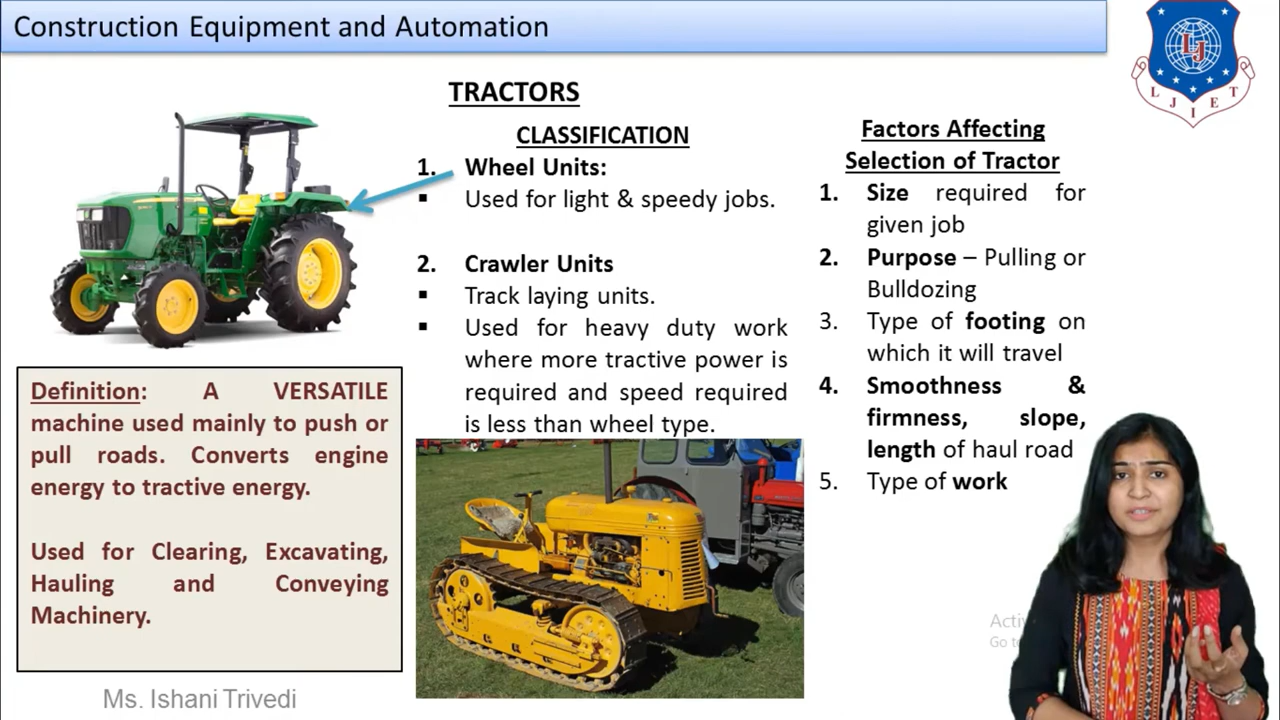 Construction Equipment and Automation
LJ
L J I E T
TRACTORS
CLASSIFICATION
1. Wheel Units:
▪ Used for light & speedy jobs.
2. Crawler Units
▪ Track laying units.
▪ Used for heavy duty work
where more tractive power is
required and speed required
is less than wheel type.
Factors Affecting
Selection of Tractor
1. Size required for
given job
2. Purpose – Pulling or
Bulldozing
3. Type of footing on
which it will travel
4. Smoothness &
firmness, slope,
length of haul road
5. Type of work
Definition: A VERSATILE
machine used mainly to push or
pull roads. Converts engine
energy to tractive energy.
Used for Clearing, Excavating,
Hauling and Conveying
Machinery.
Ms. Ishani Trivedi
Go to